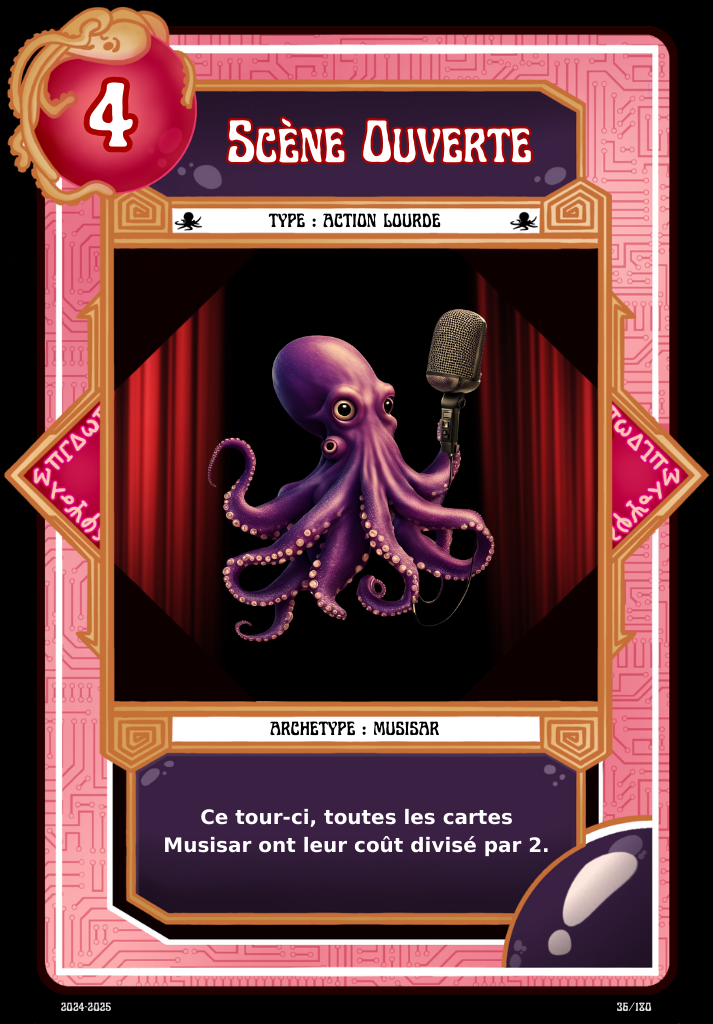 4
Scène Ouverte
TYPE : ACTION LOURDE
ARCHETYPE : MUSISAR
Ce tour-ci, toutes les cartes
Musisar ont leur coût divisé par 2.
2024-2025
36/180